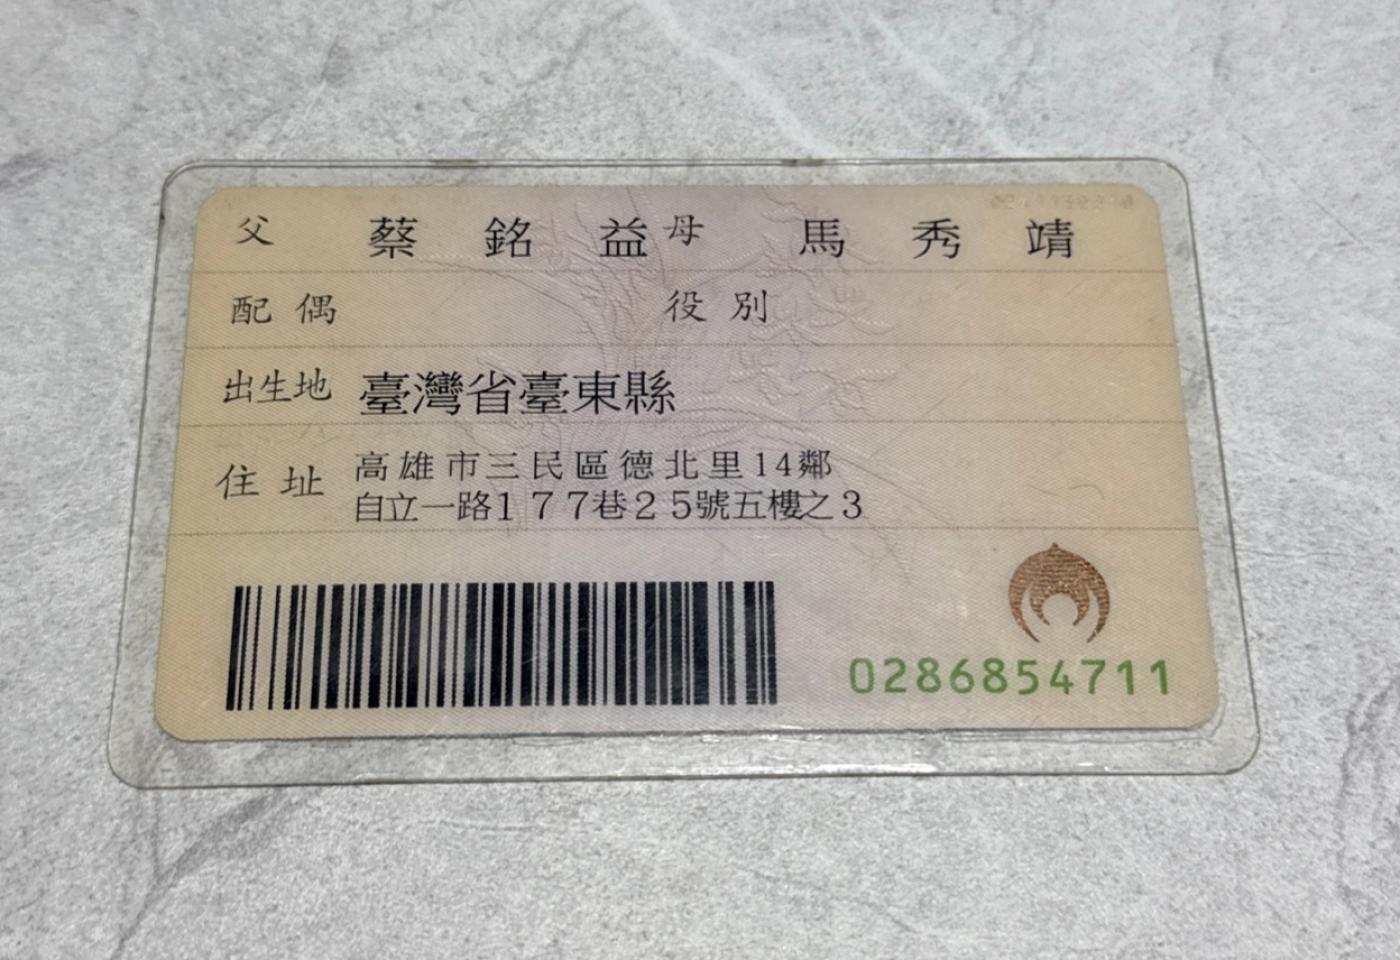 父 蔡銘益 母 馬秀靖
配偶 役別
出生地 臺灣省臺東縣
住址 高雄市三民區德北里14鄰
自立一路177巷25號五樓之3
0286854711